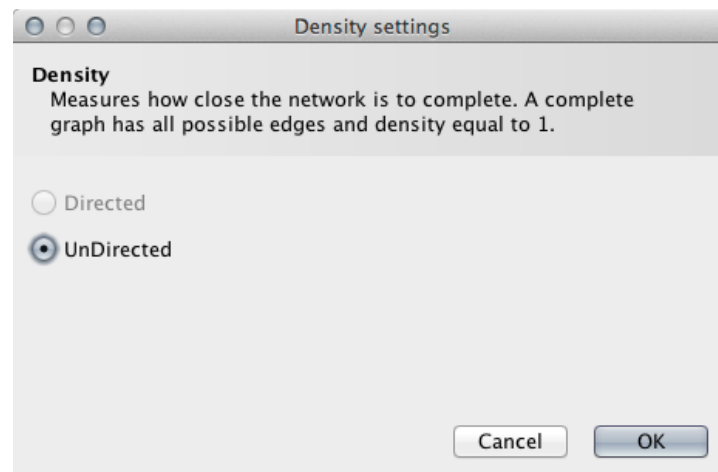 Density settings
Density
Measures how close the network is to complete. A complete
graph has all possible edges and density equal to 1.
Directed
UnDirected
Cancel OK